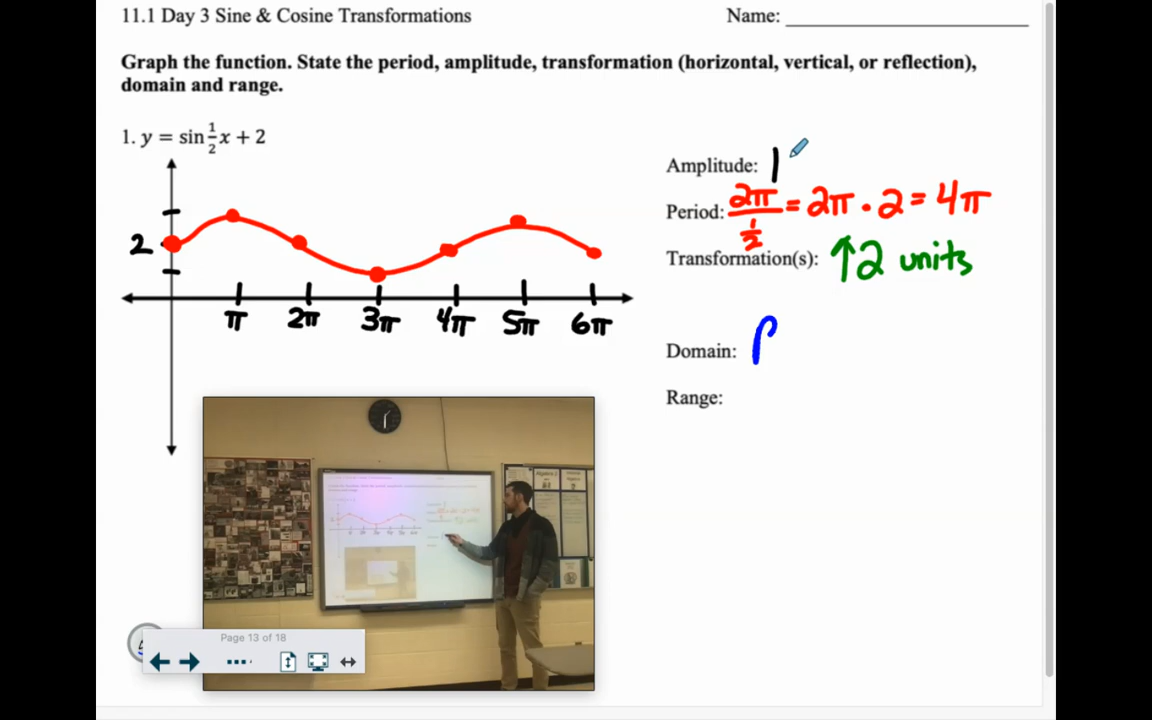 11.1 Day 3 Sine & Cosine Transformations Name: ____________________
Graph the function. State the period, amplitude, transformation (horizontal, vertical, or reflection),
domain and range.
1. y = sin 1/2 x + 2
Amplitude: 1
Period: 2π / 1/2 = 2π · 2 = 4π
Transformation(s): ↑2 units
2
π 2π 3π 4π 5π 6π
Domain:
Range:
Page 13 of 18